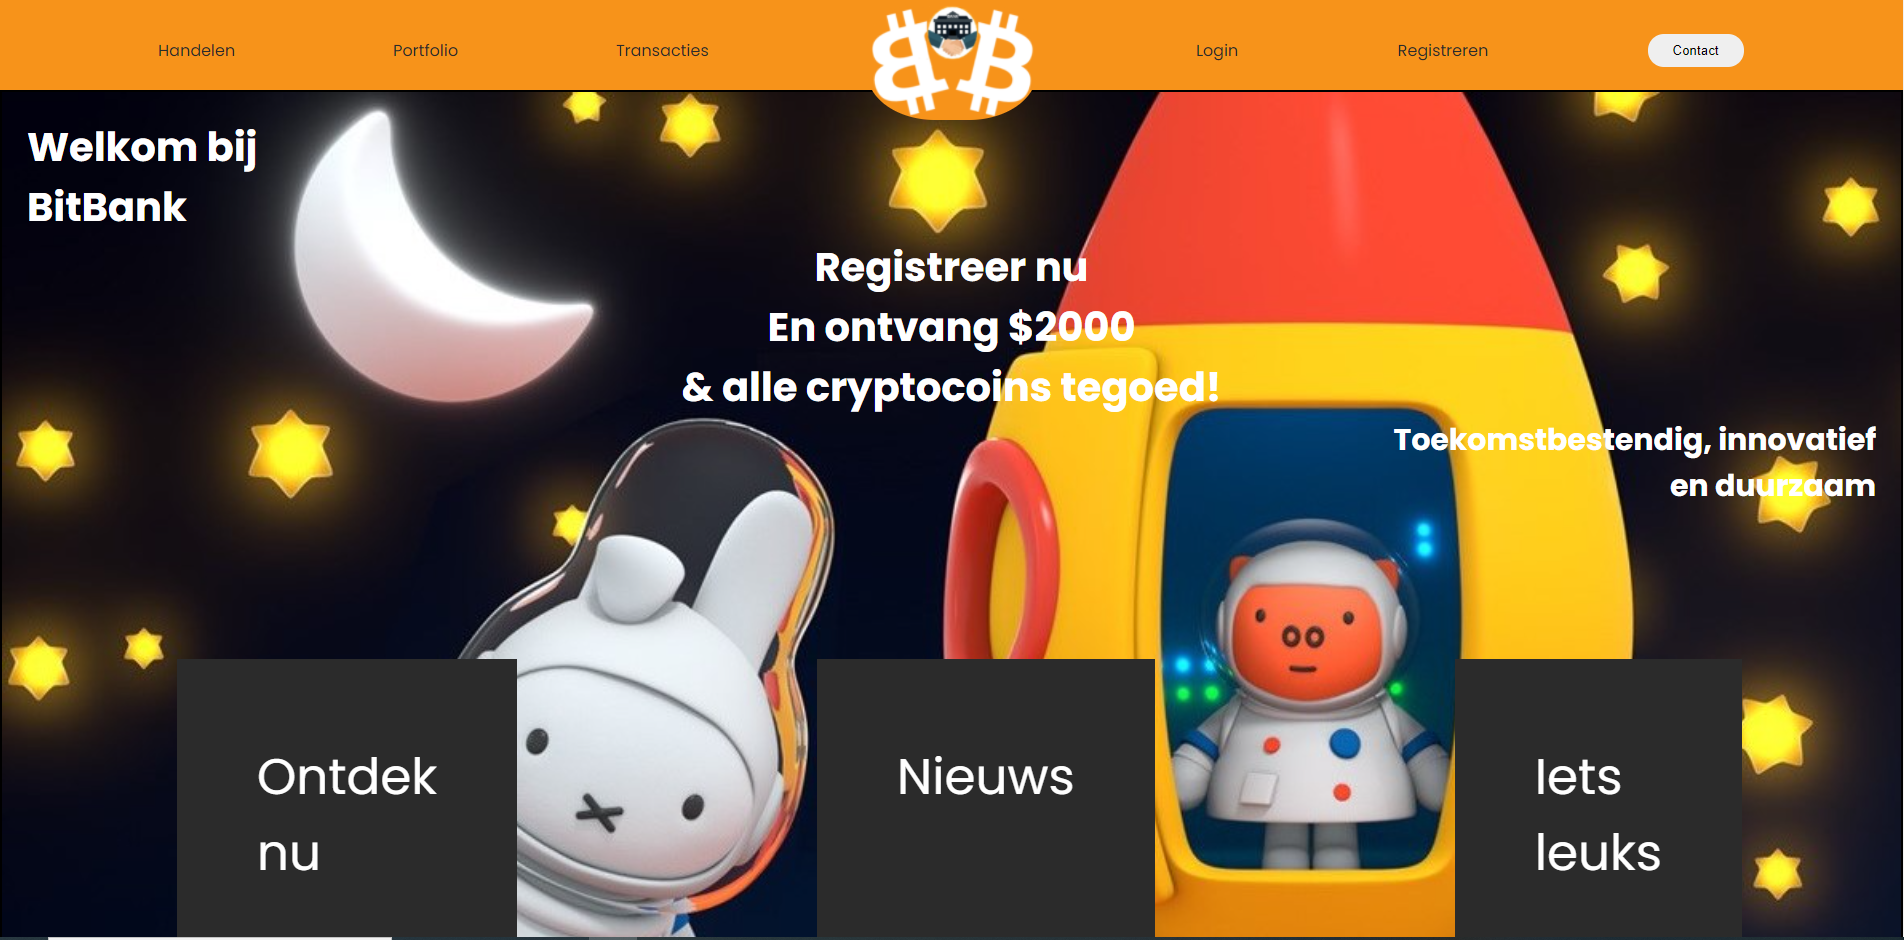 Handelen
Portfolio
Transacties
Login
Registreren
Contact
Welkom bij
BitBank
Registreer nu
En ontvang $2000
& alle cryptocoins tegoed!
Toekomstbestendig, innovatief
en duurzaam
Ontdek
nu
Nieuws
Iets
leuks